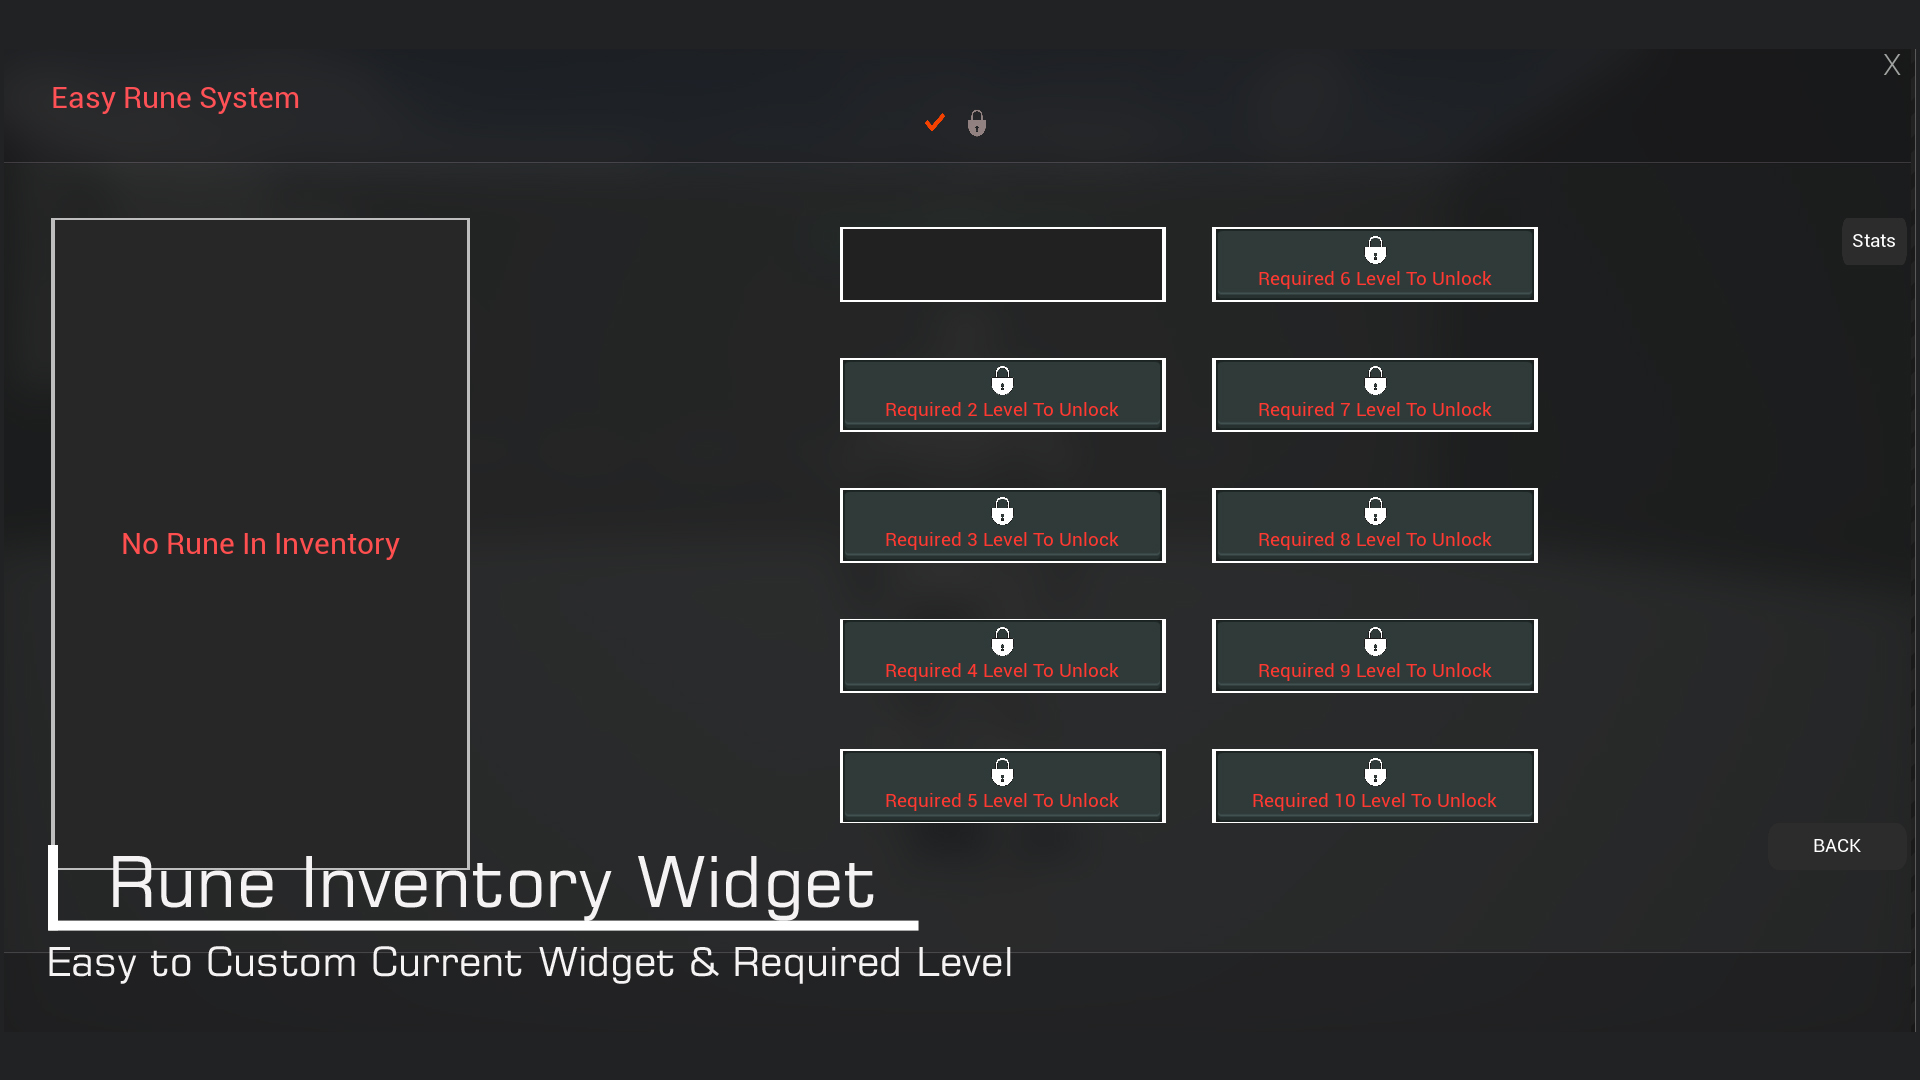 X
Easy Rune System
Stats
No Rune In Inventory
Required 6 Level To Unlock
Required 2 Level To Unlock
Required 7 Level To Unlock
Required 3 Level To Unlock
Required 8 Level To Unlock
Required 4 Level To Unlock
Required 9 Level To Unlock
Required 5 Level To Unlock
Required 10 Level To Unlock
BACK
Rune Inventory Widget
Easy to Custom Current Widget & Required Level